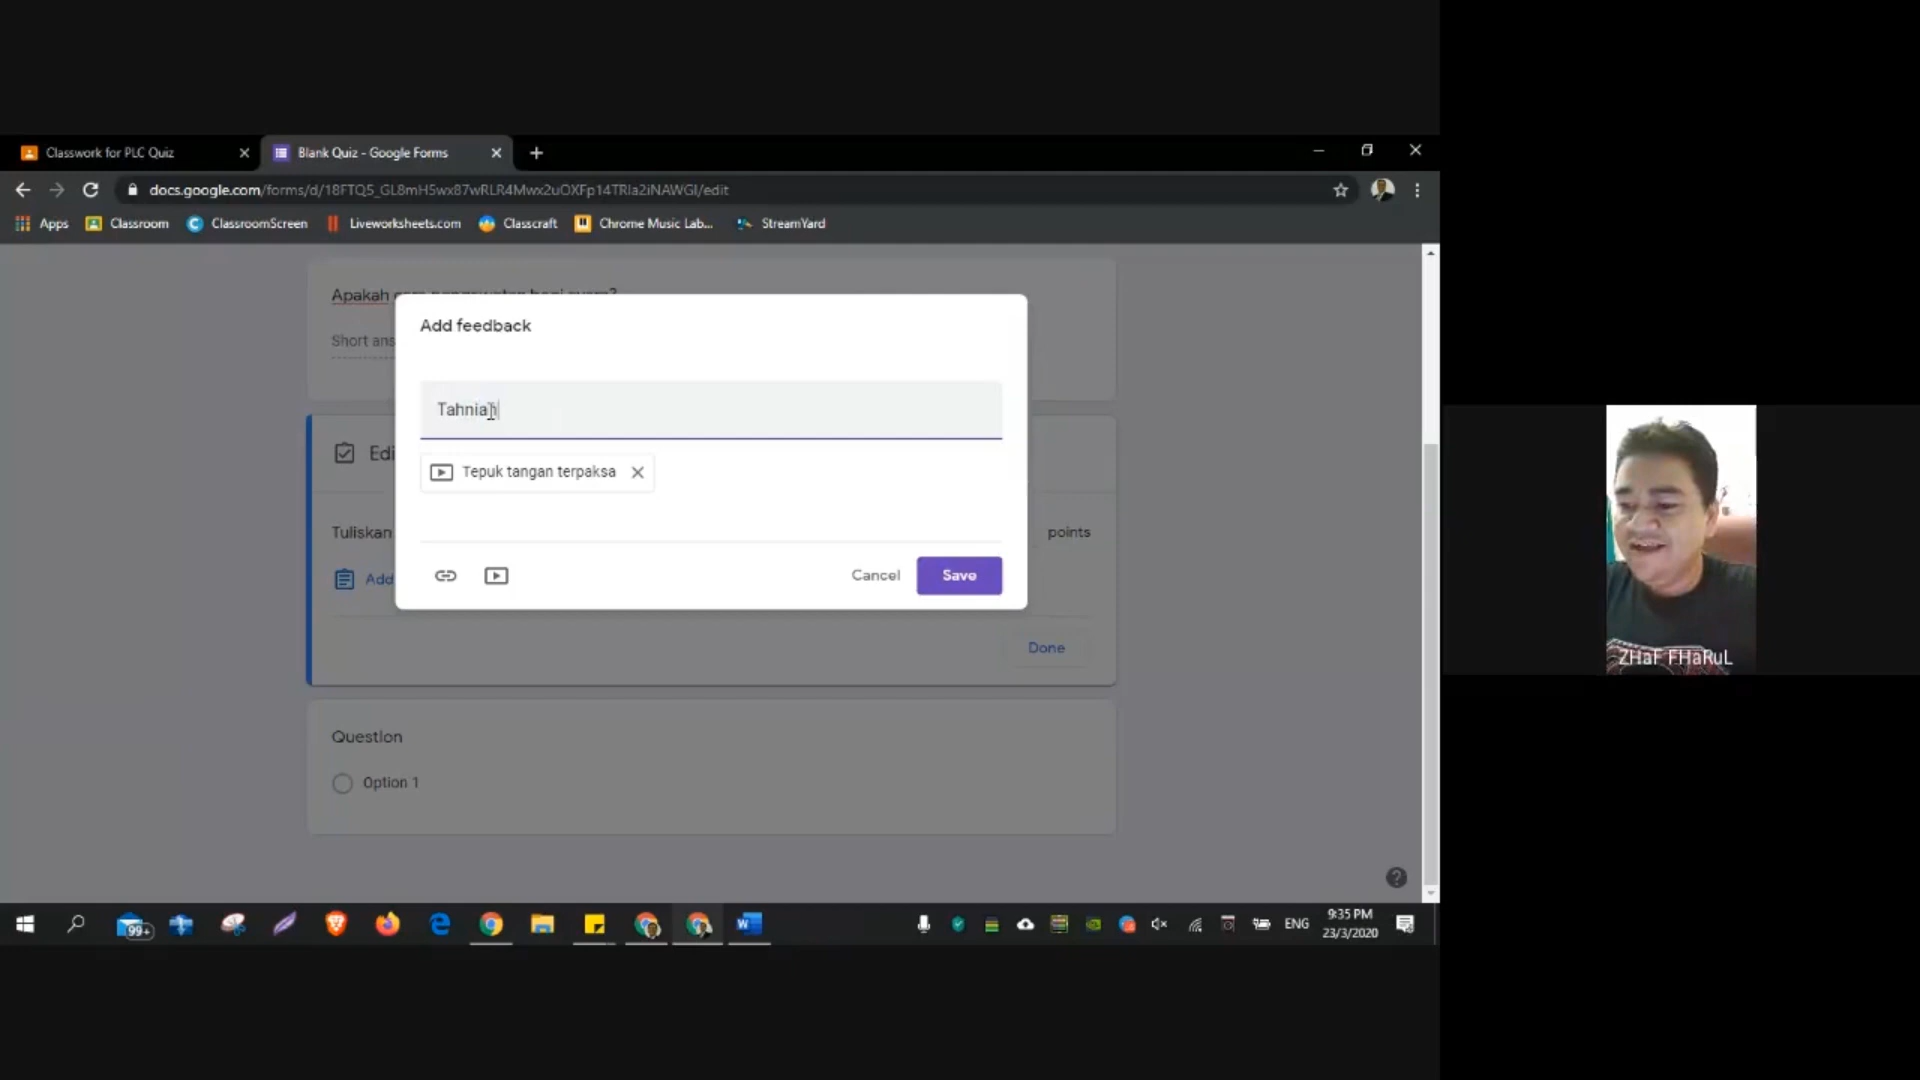 Classwork for PLC Quiz
Blank Quiz - Google Forms
docs.google.com/forms/d/18FTQ5_GL8mH5wx87wRLR4Mwx2uOXFp14TRla2iNAWGI/edit
Apps
Classroom
ClassroomScreen
Liveworksheets.com
Classcraft
Chrome Music Lab...
StreamYard
Apakah
Short ans
Add feedback
Tahniah
Edi
Tepuk tangan terpaksa
Tuliskan
points
Add
Cancel
Save
Done
Question
Option 1
ZHaF FHaRuL
99+
ENG
9:35 PM
23/3/2020